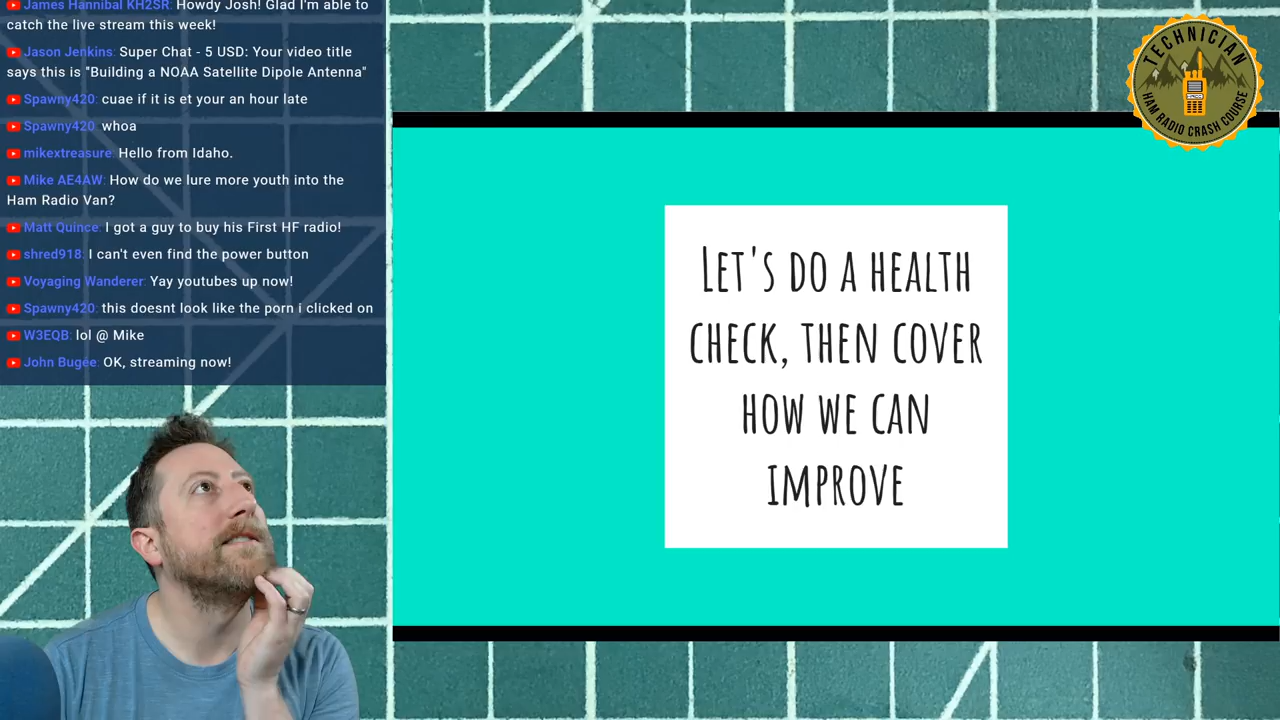 James Hannibal KH2SR: Howdy Josh! Glad I'm able to
catch the live stream this week!
Jason Jenkins: Super Chat - 5 USD: Your video title
says this is "Building a NOAA Satellite Dipole Antenna"
Spawny420: cuae if it is et your an hour late
Spawny420: whoa
mikextreasure: Hello from Idaho.
Mike AE4AW: How do we lure more youth into the
Ham Radio Van?
Matt Quince: I got a guy to buy his First HF radio!
shred918: I can't even find the power button
Voyaging Wanderer: Yay youtubes up now!
Spawny420: this doesnt look like the porn i clicked on
W3EQB: lol @ Mike
John Bugee: OK, streaming now!
TECHNICIAN
HAM RADIO CRASH COURSE
LET'S DO A HEALTH
CHECK, THEN COVER
HOW WE CAN
IMPROVE